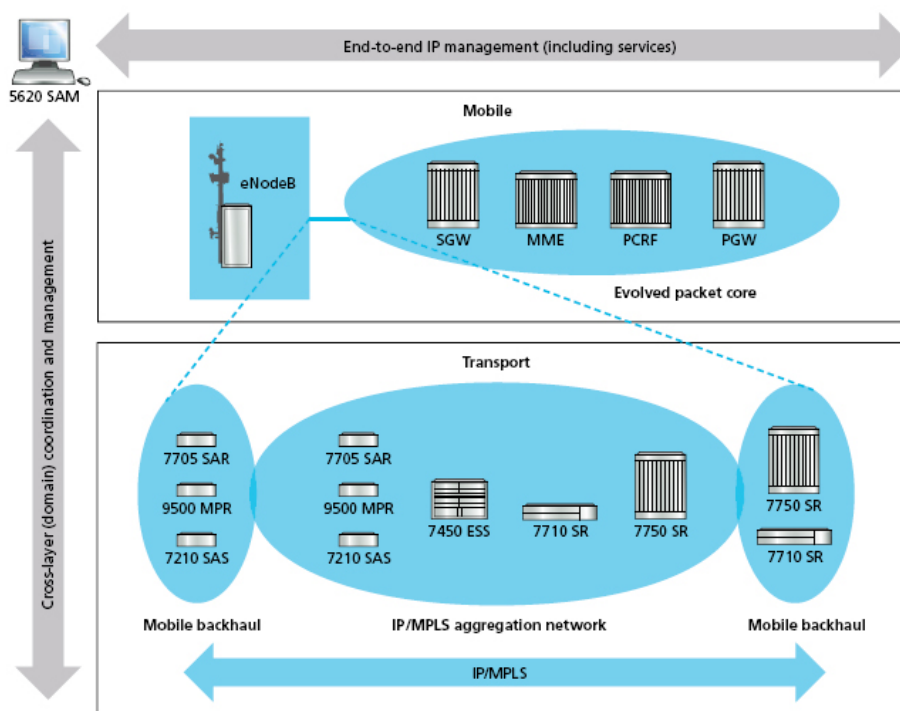 End-to-end IP management (including services)
5620 SAM
Cross-layer (domain) coordination and management
Mobile
eNodeB
SGW
MME
PCRF
PGW
Evolved packet core
Transport
7705 SAR
9500 MPR
7210 SAS
7705 SAR
9500 MPR
7210 SAS
7450 ESS
7710 SR
7750 SR
7750 SR
7710 SR
Mobile backhaul
IP/MPLS aggregation network
Mobile backhaul
IP/MPLS